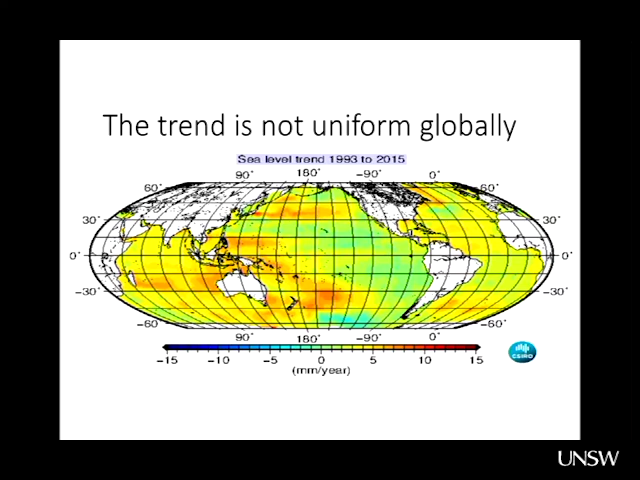 The trend is not uniform globally
Sea level trend 1993 to 2015
90° 180° −90° 0°
60° 60°
30° 30°
0° 0°
−30° −30°
−60 −60°
90° 180° −90° 0°
−15 −10 −5 0 5 10 15
(mm/year)
CSIRO
UNSW